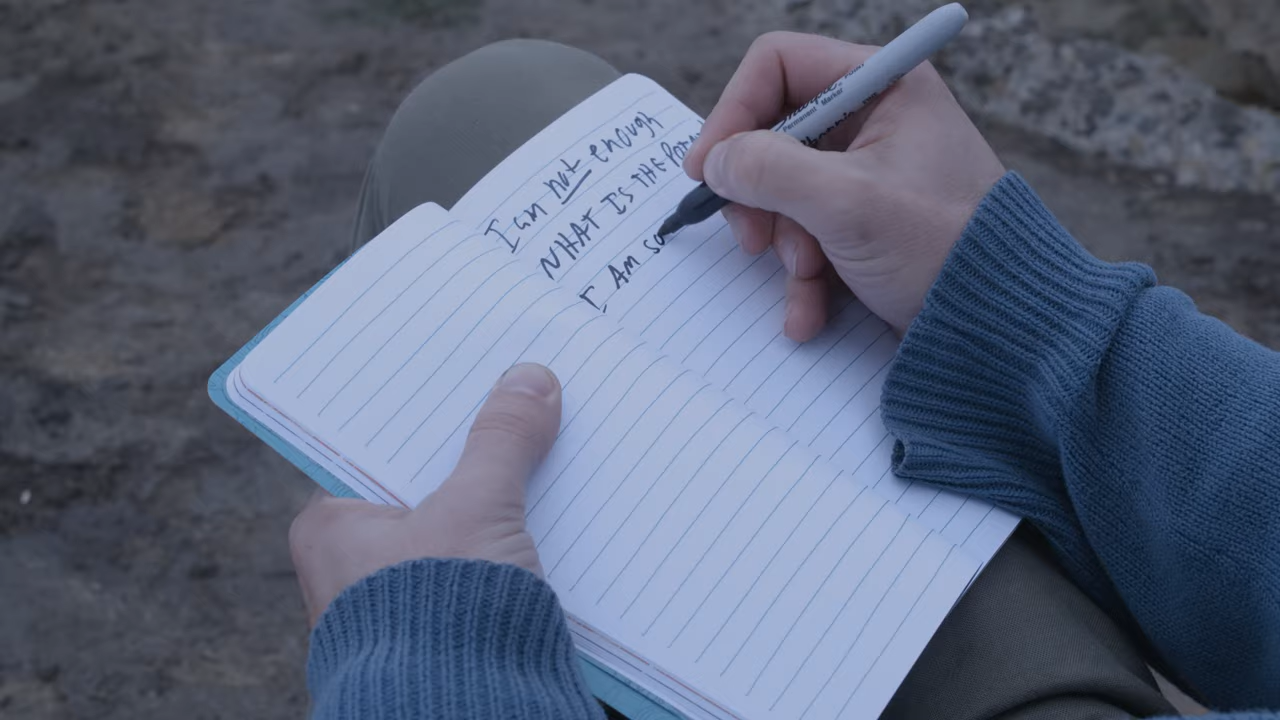 I am not enough
WHAT IS THE
I AM
Permanent Marker